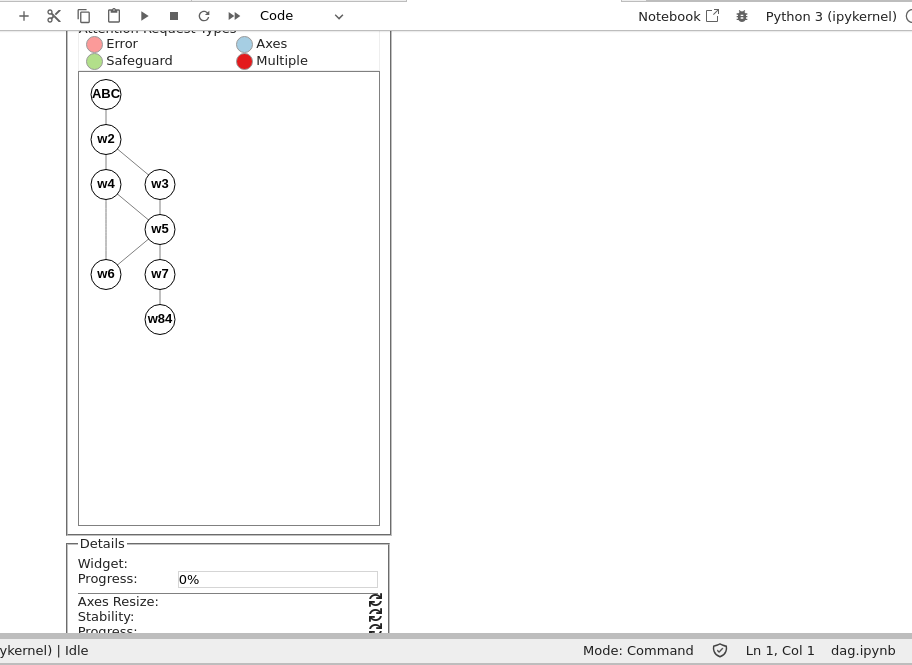 Code
Notebook
Python 3 (ipykernel)
Attention Request Types
Error
Axes
Safeguard
Multiple
ABC
w2
w4
w3
w5
w6
w7
w84
Details
Widget:
Progress:
0%
Axes Resize:
Stability:
Progress:
ykernel) | Idle
Mode: Command
Ln 1, Col 1
dag.ipynb